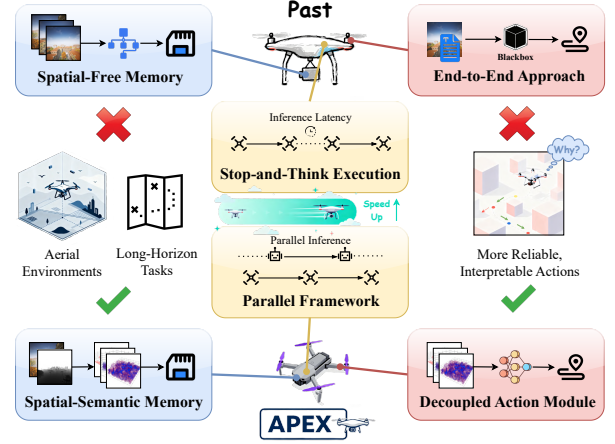 Past
Spatial-Free Memory
Blackbox
End-to-End Approach
Inference Latency
Stop-and-Think Execution
Speed
Up
Why?
Aerial
Environments
Long-Horizon
Tasks
More Reliable,
Interpretable Actions
Parallel Inference
Parallel Framework
Spatial-Semantic Memory
Decoupled Action Module
APEX